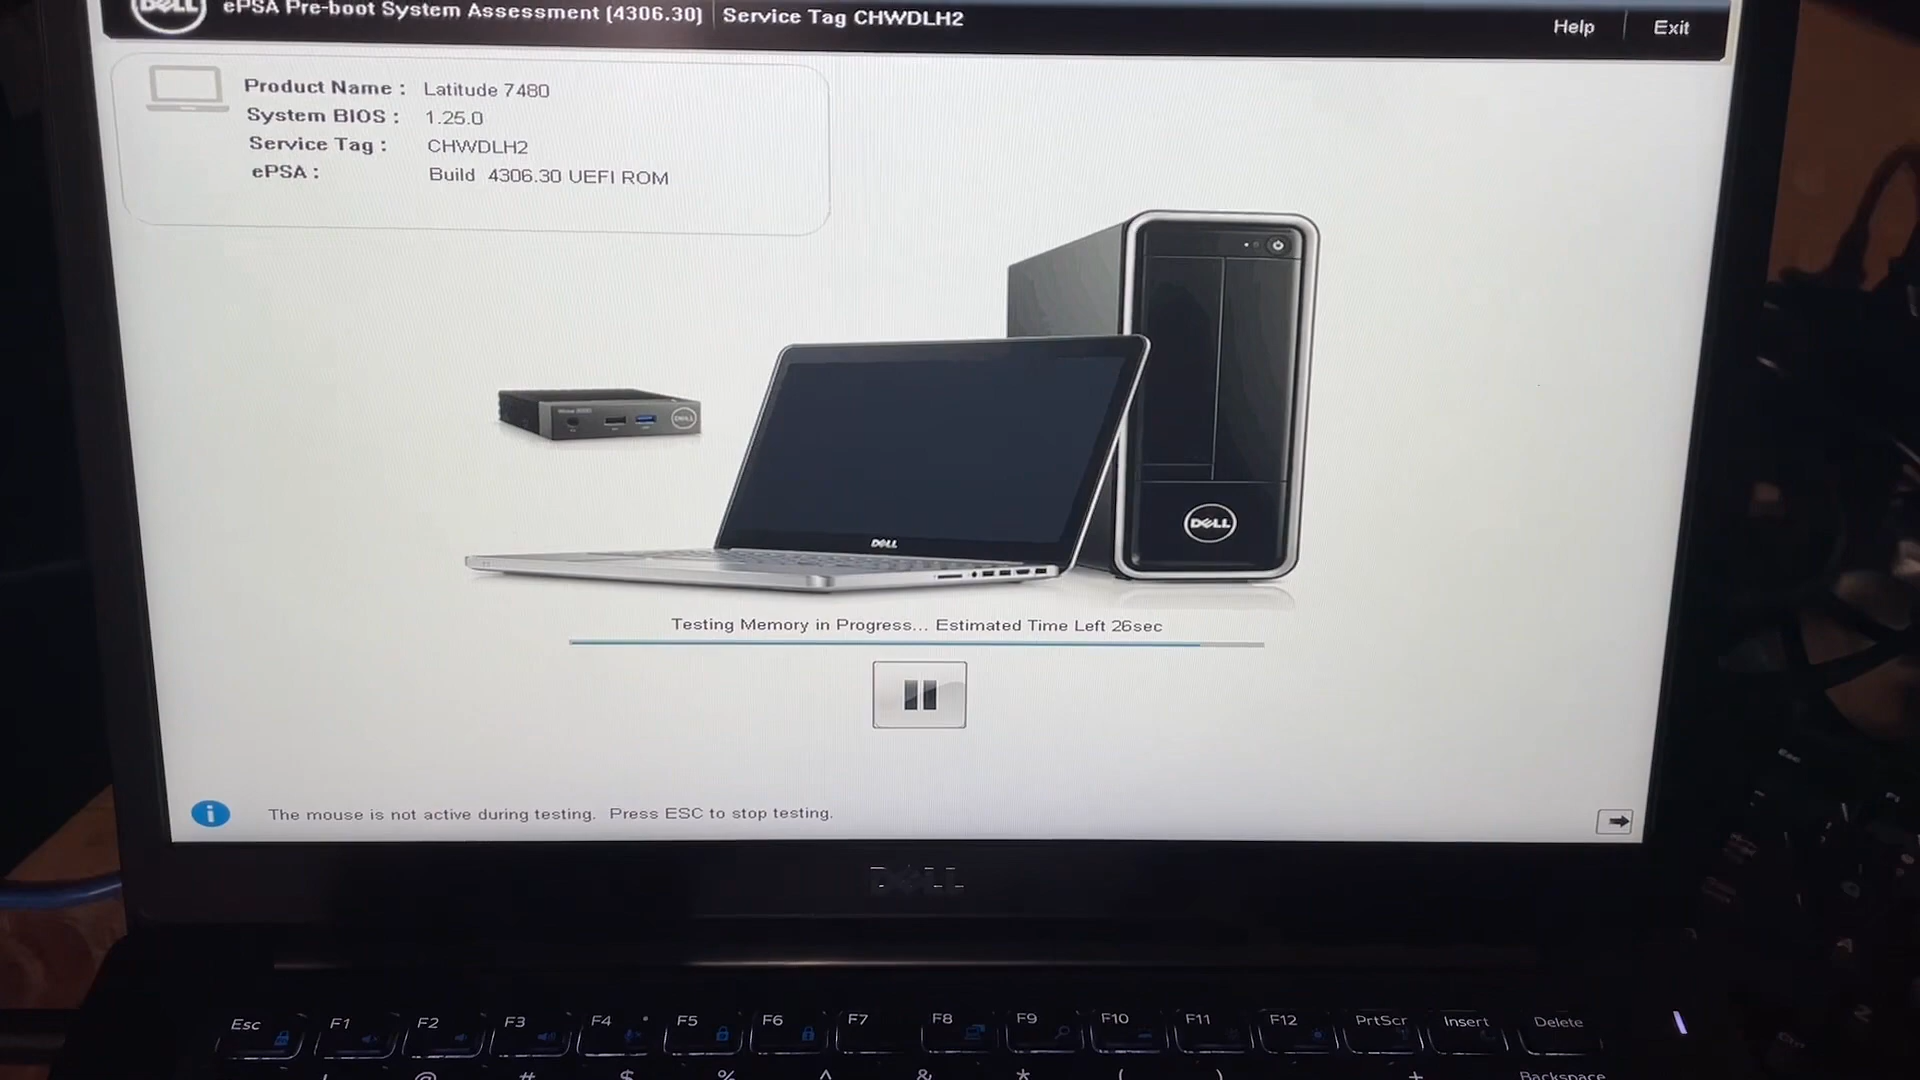 DELL
ePSA Pre-boot System Assessment (4306.30) Service Tag CHWDLH2
Help Exit
Product Name : Latitude 7480
System BIOS : 1.25.0
Service Tag : CHWDLH2
ePSA : Build 4306.30 UEFI ROM
DELL
DELL
DELL
Testing Memory in Progress... Estimated Time Left 26sec
The mouse is not active during testing. Press ESC to stop testing.
DELL
Esc F1 F2 F3 F4 F5 F6 F7 F8 F9 F10 F11 F12 PrtScr Insert Delete
! @ # $ % ^ & * ( ) + Backspace